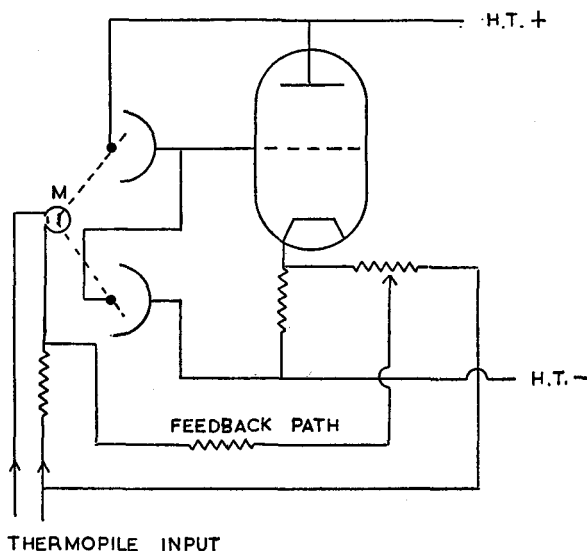 H.T. +
M
H.T. -
FEEDBACK PATH
THERMOPILE INPUT